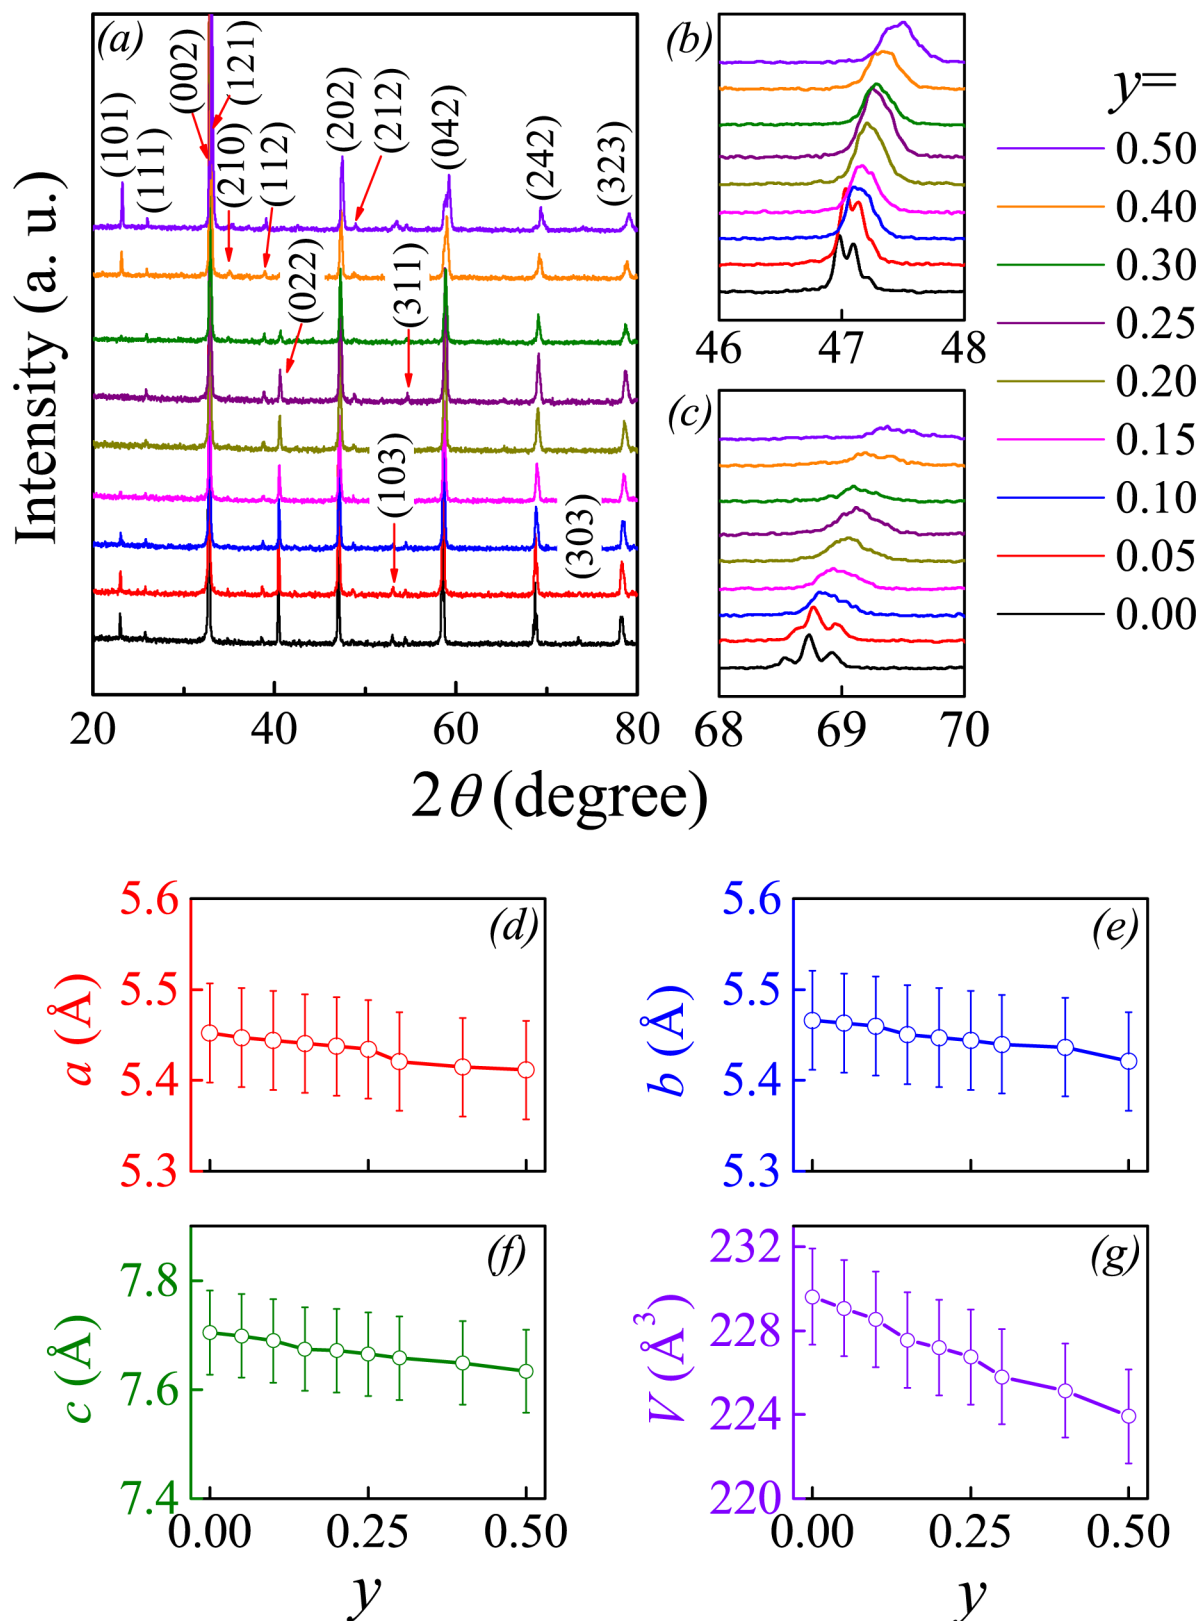 (a)
(101)
(111)
(002)
(121)
(210)
(112)
(022)
(202)
(212)
(311)
(103)
(042)
(242)
(303)
(323)
Intensity (a. u.)
20 40 60 80
(b)
46 47 48
(c)
68 69 70
2θ (degree)
y=
0.50
0.40
0.30
0.25
0.20
0.15
0.10
0.05
0.00
(d)
5.6
5.5
5.4
5.3
a (Å)
(e)
5.6
5.5
5.4
5.3
b (Å)
(f)
7.8
7.6
7.4
c (Å)
0.00 0.25 0.50
y
(g)
232
228
224
220
V (Å³)
0.00 0.25 0.50
y